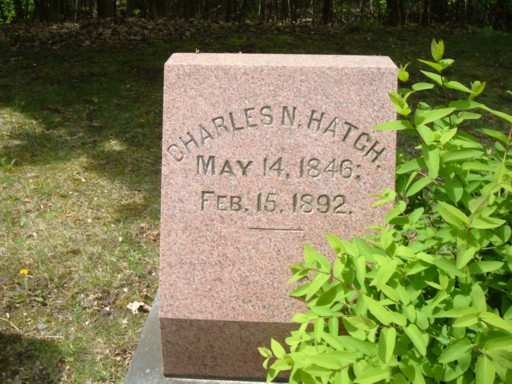 CHARLES N. HATCH.
MAY 14, 1846;
FEB. 15, 1892.